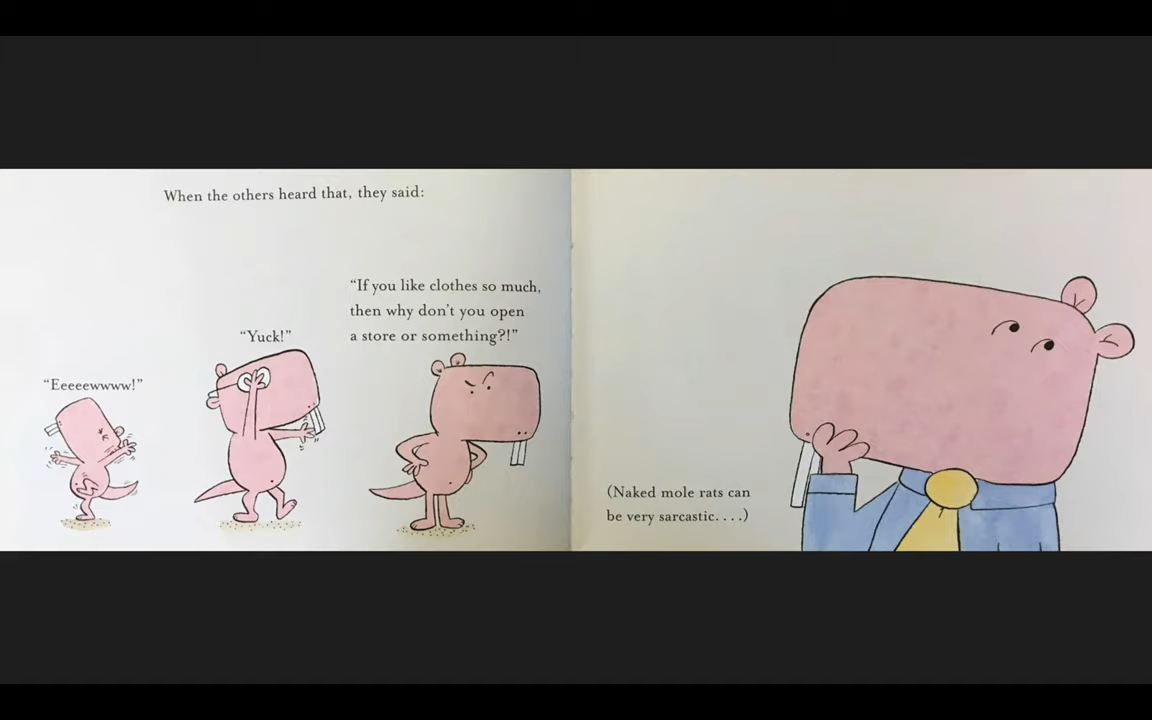 When the others heard that, they said:
“Eeeeewwww!”
“Yuck!”
“If you like clothes so much,
then why don’t you open
a store or something?!”
(Naked mole rats can
be very sarcastic. . . .)